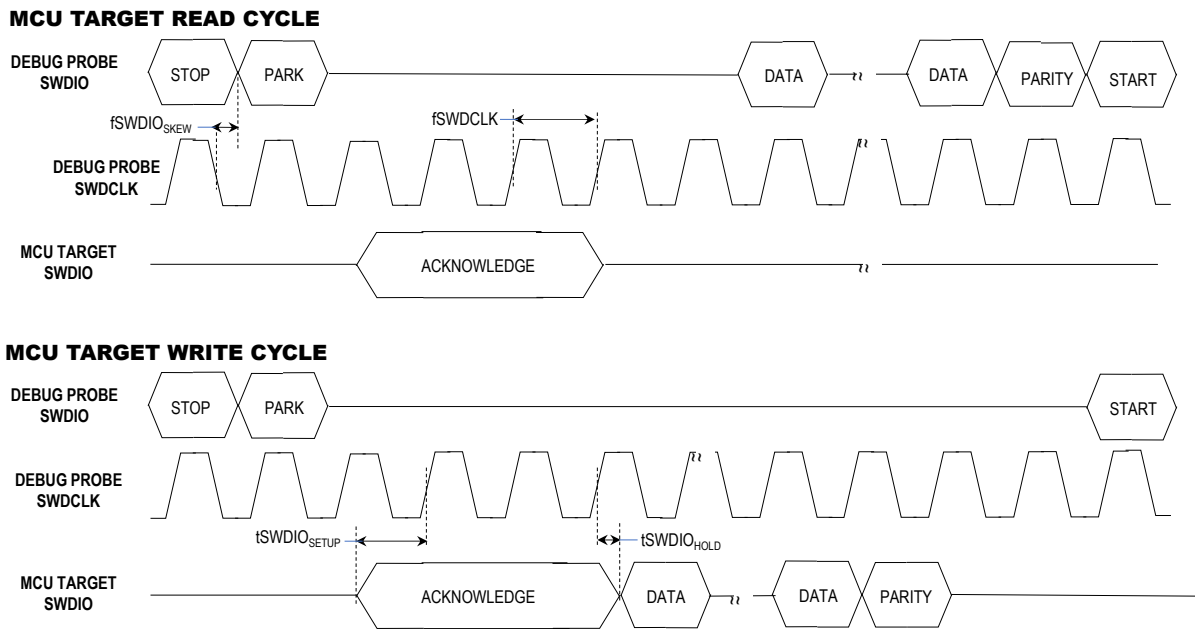 MCU TARGET READ CYCLE
DEBUG PROBE
SWDIO
STOP
PARK
DATA
DATA
PARITY
START
fSWDIOSKEW
fSWDCLK
DEBUG PROBE
SWDCLK
MCU TARGET
SWDIO
ACKNOWLEDGE
MCU TARGET WRITE CYCLE
DEBUG PROBE
SWDIO
STOP
PARK
START
DEBUG PROBE
SWDCLK
tSWDIOSETUP
tSWDIOHOLD
MCU TARGET
SWDIO
ACKNOWLEDGE
DATA
DATA
PARITY